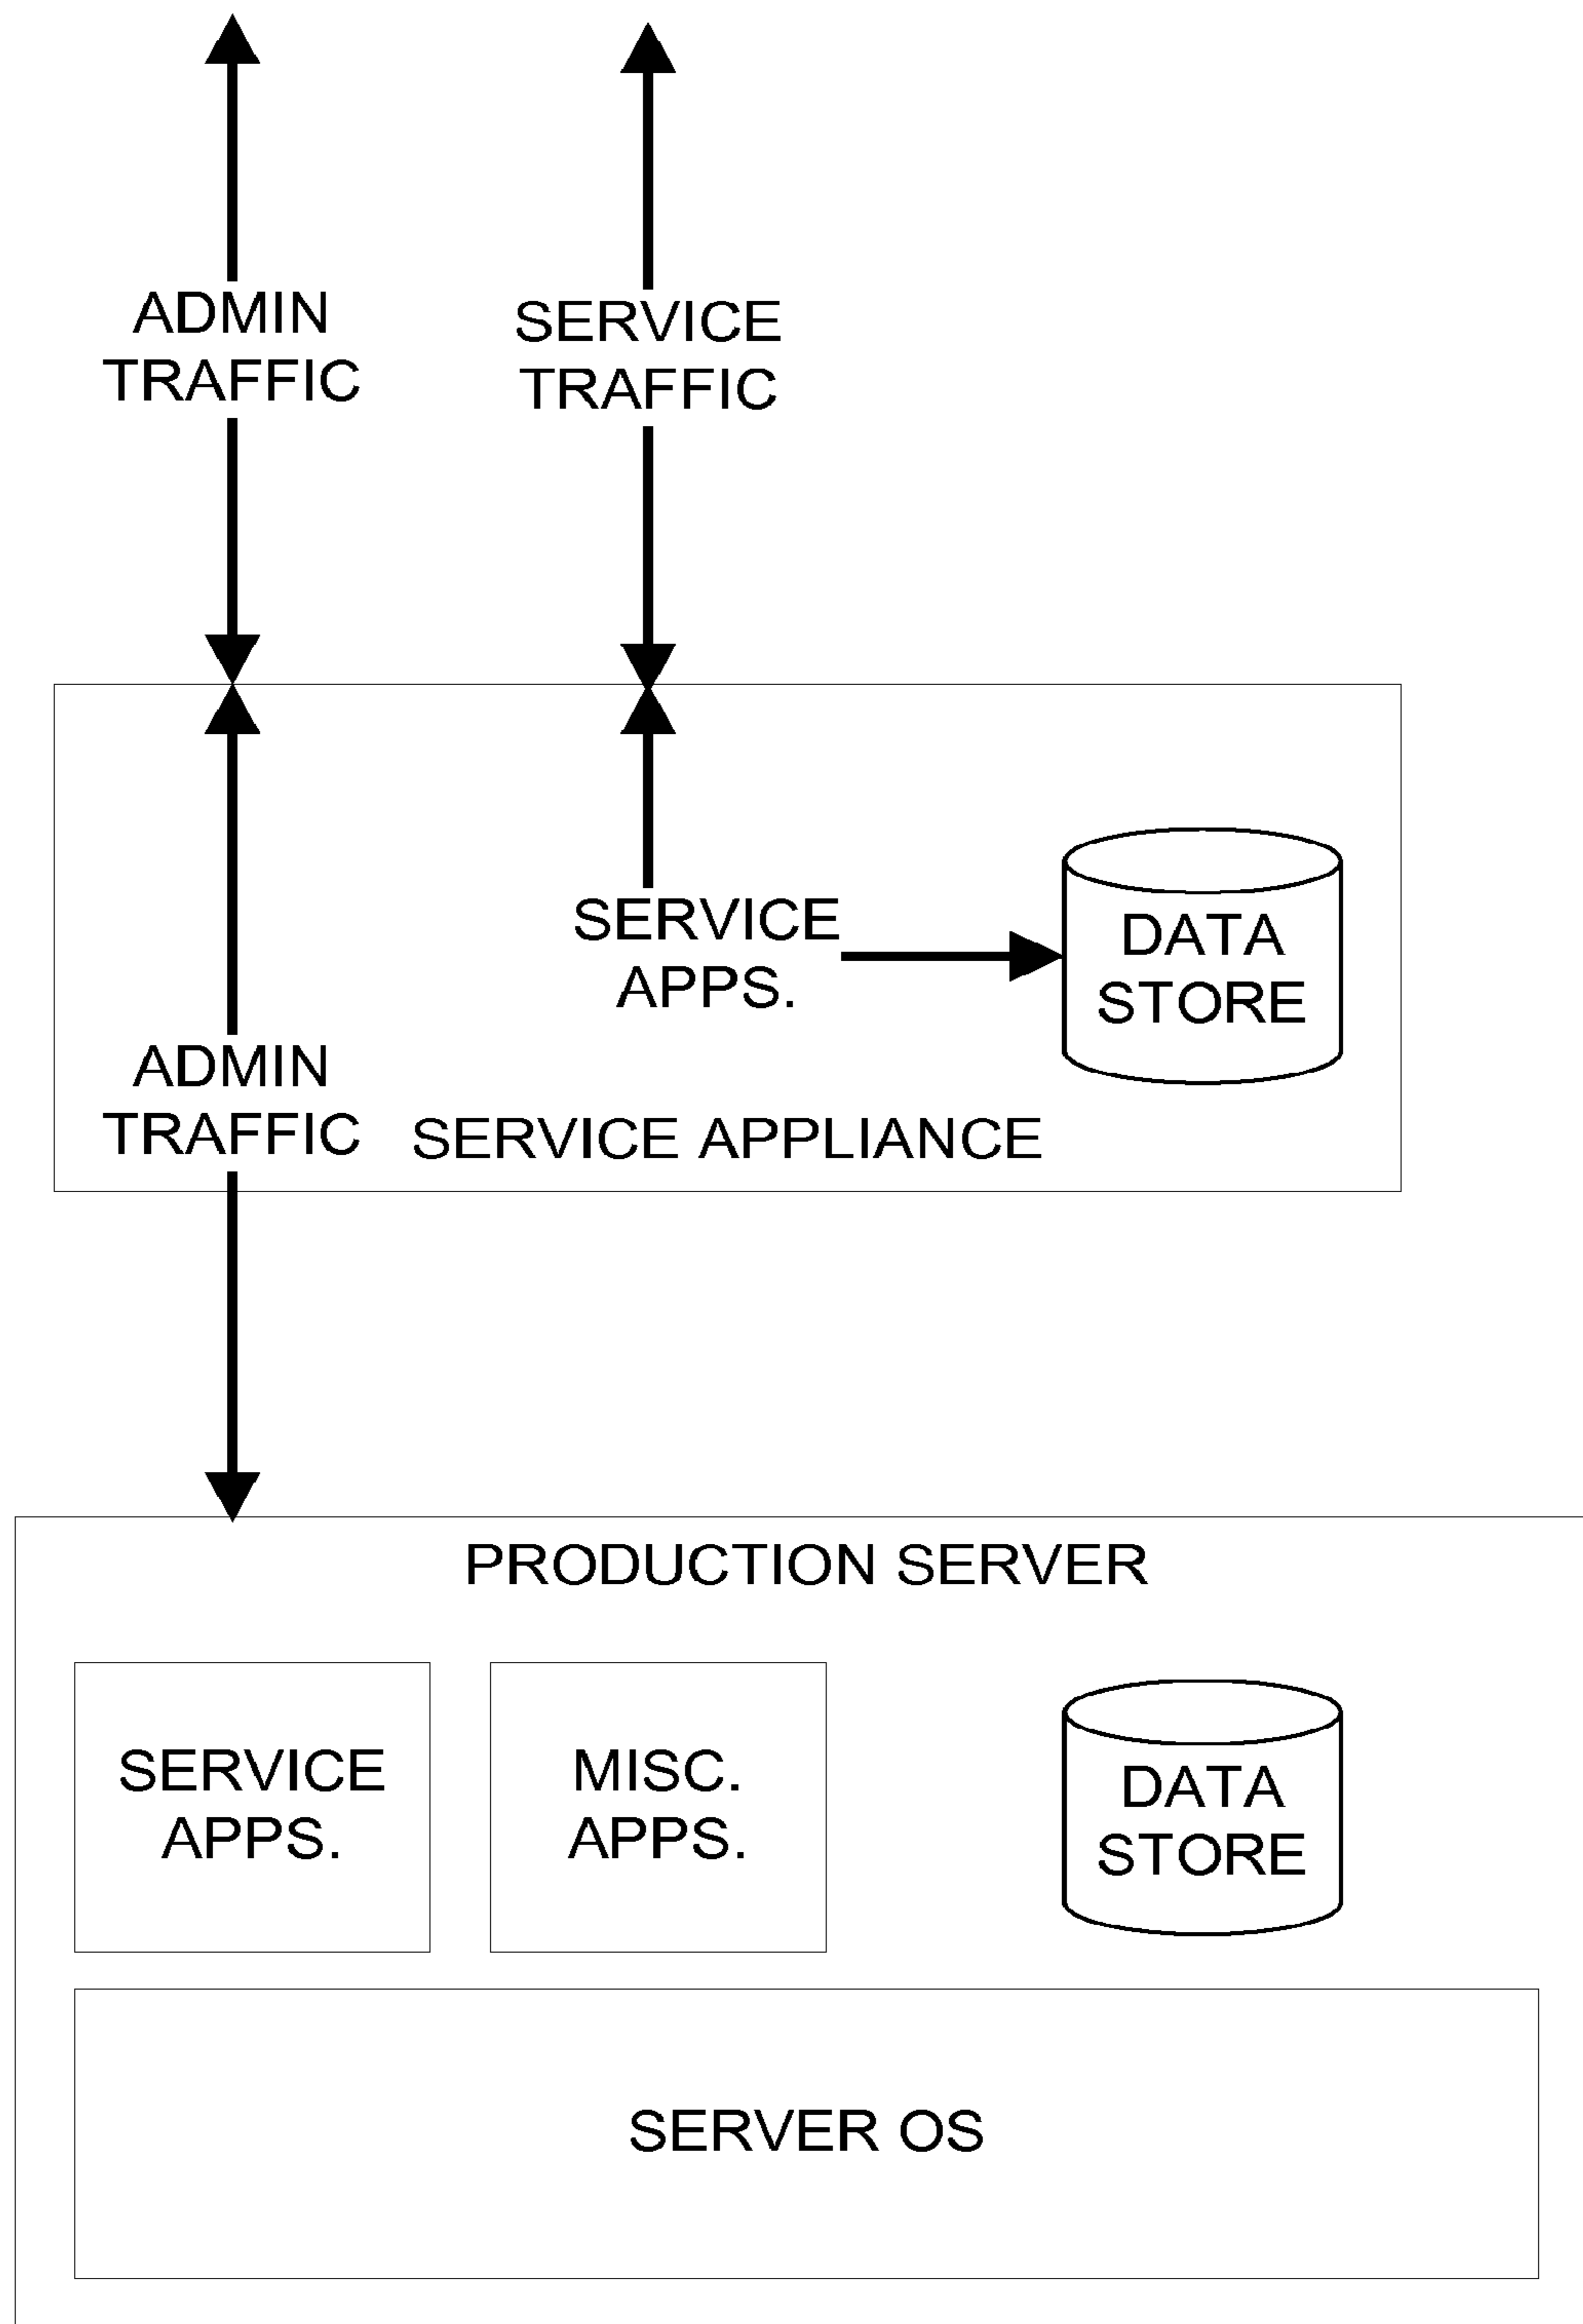 ADMIN
TRAFFIC
SERVICE
TRAFFIC
SERVICE
APPS.
DATA
STORE
ADMIN
TRAFFIC
SERVICE APPLIANCE
PRODUCTION SERVER
SERVICE
APPS.
MISC.
APPS.
DATA
STORE
SERVER OS